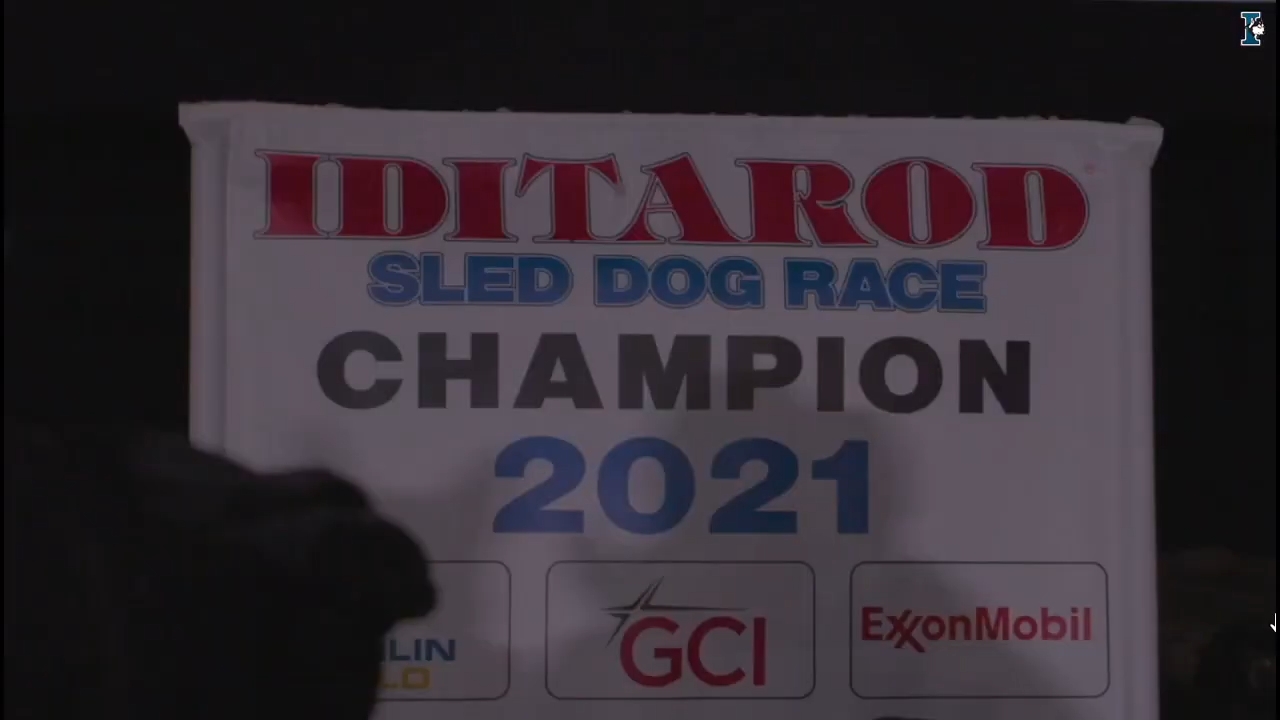 IDITAROD
SLED DOG RACE
CHAMPION
2021
GCI
ExxonMobil